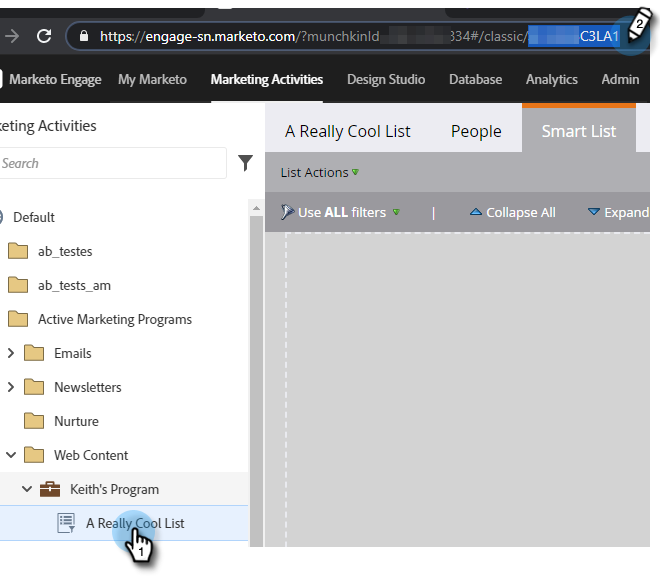 https://engage-sn.marketo.com/?munchkinId 334#/classic/ C3LA1
2
Marketo Engage My Marketo Marketing Activities Design Studio Database Analytics Admin
keting Activities
Search
Default
ab_testes
ab_tests_am
Active Marketing Programs
Emails
Newsletters
Nurture
Web Content
Keith's Program
A Really Cool List
1
A Really Cool List People Smart List
List Actions
Use ALL filters | Collapse All Expand